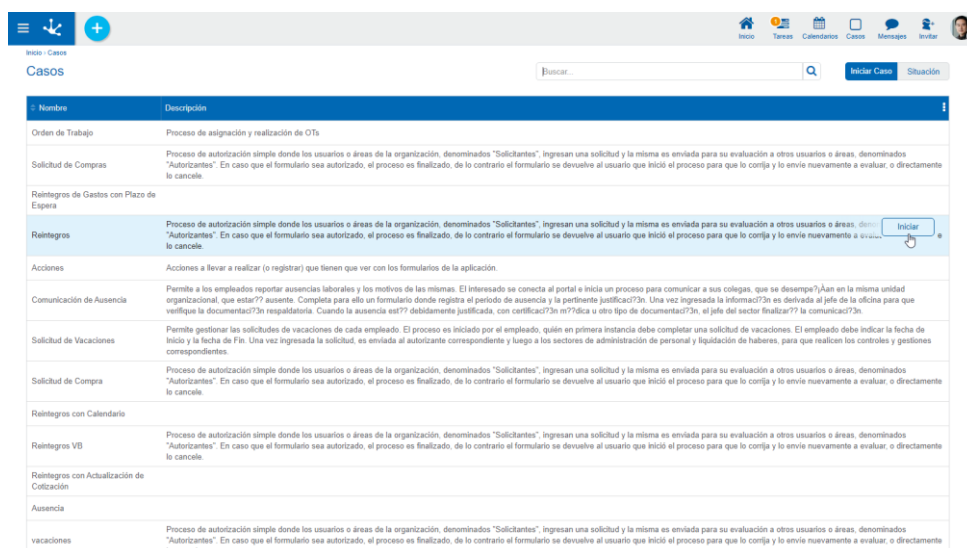 Inicio
1
Tareas
Calendarios
Casos
Mensajes
Invitar
Inicio › Casos
Casos
Buscar...
Iniciar Caso
Situación
Nombre
Descripción
Orden de Trabajo
Proceso de asignación y realización de OTs
Solicitud de Compras
Proceso de autorización simple donde los usuarios o áreas de la organización, denominados "Solicitantes", ingresan una solicitud y la misma es enviada para su evaluación a otros usuarios o áreas, denominados
"Autorizantes". En caso que el formulario sea autorizado, el proceso es finalizado, de lo contrario el formulario se devuelve al usuario que inició el proceso para que lo corrija y lo envíe nuevamente a evaluar, o directamente
lo cancele.
Reintegros de Gastos con Plazo de
Espera
Reintegros
Proceso de autorización simple donde los usuarios o áreas de la organización, denominados "Solicitantes", ingresan una solicitud y la misma es enviada para su evaluación a otros usuarios o áreas,
"Autorizantes". En caso que el formulario sea autorizado, el proceso es finalizado, de lo contrario el formulario se devuelve al usuario que inició el proceso para que lo corrija y lo envíe nuevamente a
lo cancele.
Iniciar
Acciones
Acciones a llevar a realizar (o registrar) que tienen que ver con los formularios de la aplicación.
Comunicación de Ausencia
Permite a los empleados reportar ausencias laborales y los motivos de las mismas. El interesado se conecta al portal e inicia un proceso para comunicar a sus colegas, que se desempe?¡Àan en la misma unidad
organizacional, que estar?? ausente. Completa para ello un formulario donde registra el período de ausencia y la pertinente justificaci?3n. Una vez ingresada la informaci?3n es derivada al jefe de la oficina para que
verifique la documentaci?3n respaldatoria. Cuando la ausencia est?? debidamente justificada, con certificaci?3n m??dica u otro tipo de documentaci?3n, el jefe del sector finalizar?? la comunicaci?3n.
Solicitud de Vacaciones
Permite gestionar las solicitudes de vacaciones de cada empleado. El proceso es iniciado por el empleado, quién en primera instancia debe completar una solicitud de vacaciones. El empleado debe indicar la fecha de
Inicio y la fecha de Fin. Una vez ingresada la solicitud, es enviada al autorizante correspondiente y luego a los sectores de administración de personal y liquidación de haberes, para que realicen los controles y gestiones
correspondientes.
Solicitud de Compra
Proceso de autorización simple donde los usuarios o áreas de la organización, denominados "Solicitantes", ingresan una solicitud y la misma es enviada para su evaluación a otros usuarios o áreas, denominados
"Autorizantes". En caso que el formulario sea autorizado, el proceso es finalizado, de lo contrario el formulario se devuelve al usuario que inició el proceso para que lo corrija y lo envíe nuevamente a evaluar, o directamente
lo cancele.
Reintegros con Calendario
Reintegros VB
Proceso de autorización simple donde los usuarios o áreas de la organización, denominados "Solicitantes", ingresan una solicitud y la misma es enviada para su evaluación a otros usuarios o áreas, denominados
"Autorizantes". En caso que el formulario sea autorizado, el proceso es finalizado, de lo contrario el formulario se devuelve al usuario que inició el proceso para que lo corrija y lo envíe nuevamente a evaluar, o directamente
lo cancele.
Reintegros con Actualización de
Cotización
Ausencia
vacaciones
Proceso de autorización simple donde los usuarios o áreas de la organización, denominados "Solicitantes", ingresan una solicitud y la misma es enviada para su evaluación a otros usuarios o áreas, denominados
"Autorizantes". En caso que el formulario sea autorizado, el proceso es finalizado, de lo contrario el formulario se devuelve al usuario que inició el proceso para que lo corrija y lo envíe nuevamente a evaluar, o directamente